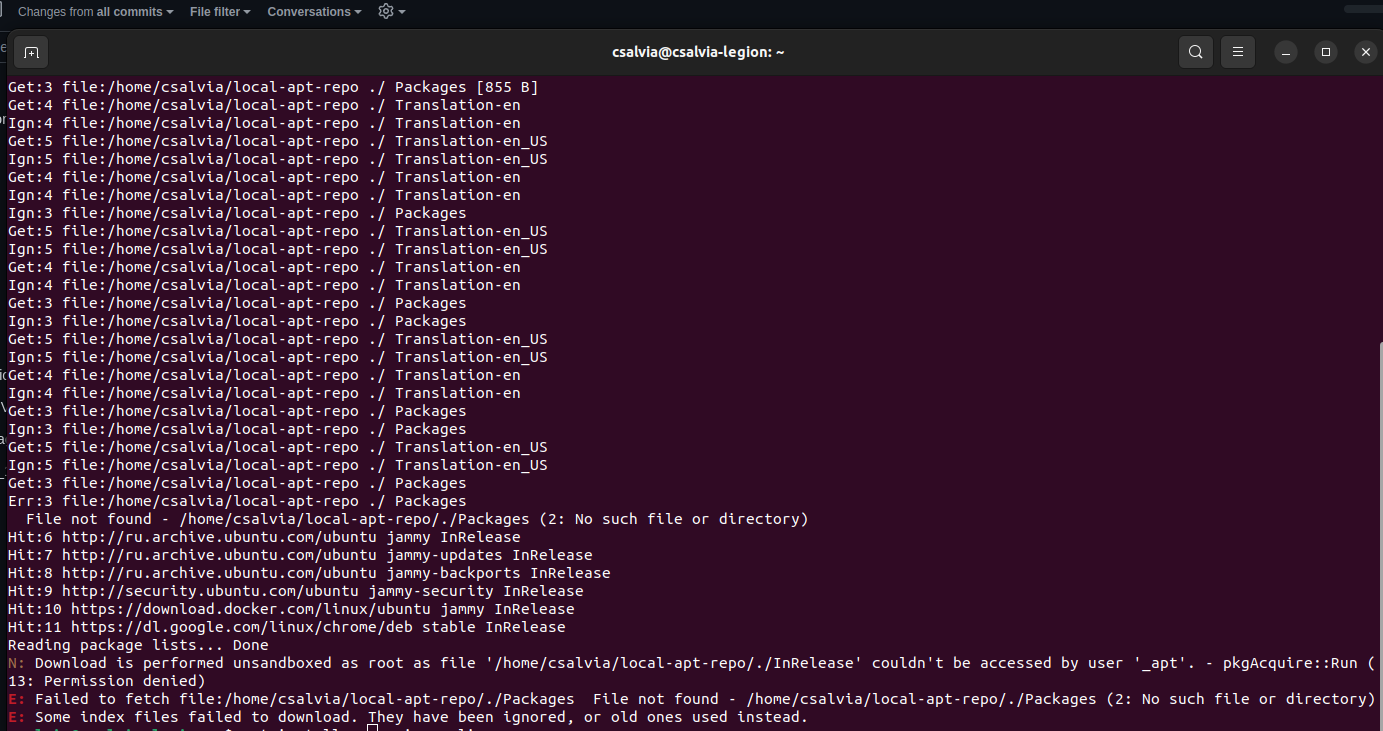 Changes from all commits File filter Conversations
csalvia@csalvia-legion: ~
Get:3 file:/home/csalvia/local-apt-repo ./ Packages [855 B]
Get:4 file:/home/csalvia/local-apt-repo ./ Translation-en
Ign:4 file:/home/csalvia/local-apt-repo ./ Translation-en
Get:5 file:/home/csalvia/local-apt-repo ./ Translation-en_US
Ign:5 file:/home/csalvia/local-apt-repo ./ Translation-en_US
Get:4 file:/home/csalvia/local-apt-repo ./ Translation-en
Ign:4 file:/home/csalvia/local-apt-repo ./ Translation-en
Ign:3 file:/home/csalvia/local-apt-repo ./ Packages
Get:5 file:/home/csalvia/local-apt-repo ./ Translation-en_US
Ign:5 file:/home/csalvia/local-apt-repo ./ Translation-en_US
Get:4 file:/home/csalvia/local-apt-repo ./ Translation-en
Ign:4 file:/home/csalvia/local-apt-repo ./ Translation-en
Get:3 file:/home/csalvia/local-apt-repo ./ Packages
Ign:3 file:/home/csalvia/local-apt-repo ./ Packages
Get:5 file:/home/csalvia/local-apt-repo ./ Translation-en_US
Ign:5 file:/home/csalvia/local-apt-repo ./ Translation-en_US
Get:4 file:/home/csalvia/local-apt-repo ./ Translation-en
Ign:4 file:/home/csalvia/local-apt-repo ./ Translation-en
Get:3 file:/home/csalvia/local-apt-repo ./ Packages
Ign:3 file:/home/csalvia/local-apt-repo ./ Packages
Get:5 file:/home/csalvia/local-apt-repo ./ Translation-en_US
Ign:5 file:/home/csalvia/local-apt-repo ./ Translation-en_US
Get:3 file:/home/csalvia/local-apt-repo ./ Packages
Err:3 file:/home/csalvia/local-apt-repo ./ Packages
File not found - /home/csalvia/local-apt-repo/./Packages (2: No such file or directory)
Hit:6 http://ru.archive.ubuntu.com/ubuntu jammy InRelease
Hit:7 http://ru.archive.ubuntu.com/ubuntu jammy-updates InRelease
Hit:8 http://ru.archive.ubuntu.com/ubuntu jammy-backports InRelease
Hit:9 http://security.ubuntu.com/ubuntu jammy-security InRelease
Hit:10 https://download.docker.com/linux/ubuntu jammy InRelease
Hit:11 https://dl.google.com/linux/chrome/deb stable InRelease
Reading package lists... Done
N: Download is performed unsandboxed as root as file '/home/csalvia/local-apt-repo/./InRelease' couldn't be accessed by user '_apt'. - pkgAcquire::Run (
13: Permission denied)
E: Failed to fetch file:/home/csalvia/local-apt-repo/./Packages  File not found - /home/csalvia/local-apt-repo/./Packages (2: No such file or directory)
E: Some index files failed to download. They have been ignored, or old ones used instead.